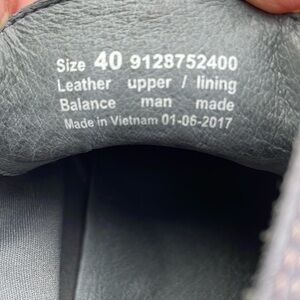 Size 40 9128752400
Leather upper / lining
Balance man made
Made in Vietnam 01-06-2017